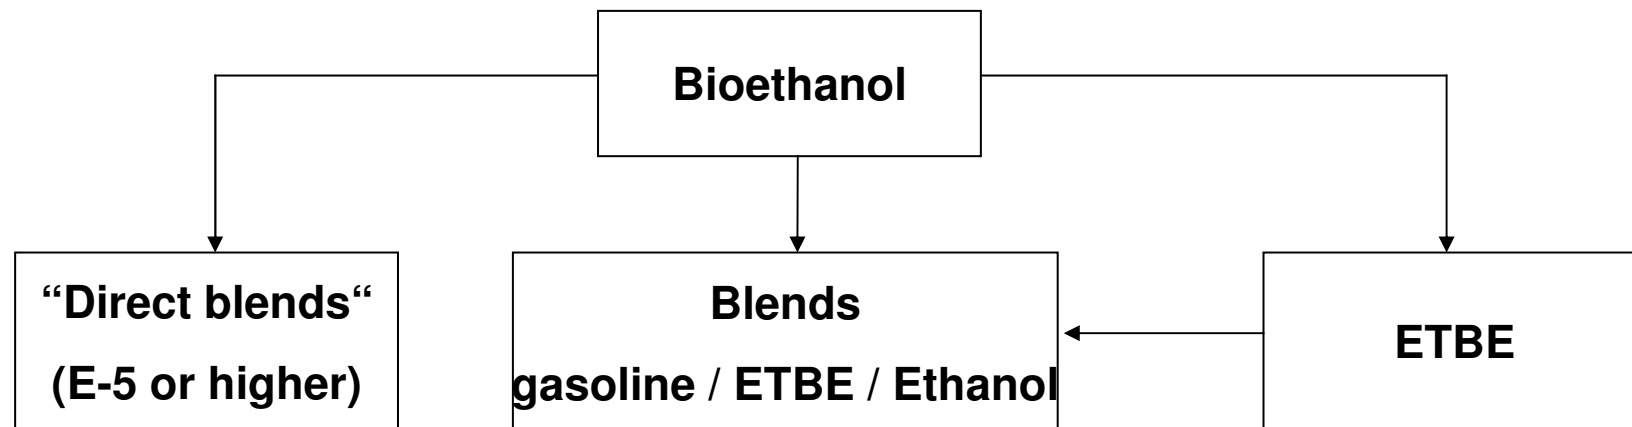 Bioethanol
“Direct blends“
(E-5 or higher)
Blends
gasoline / ETBE / Ethanol
ETBE